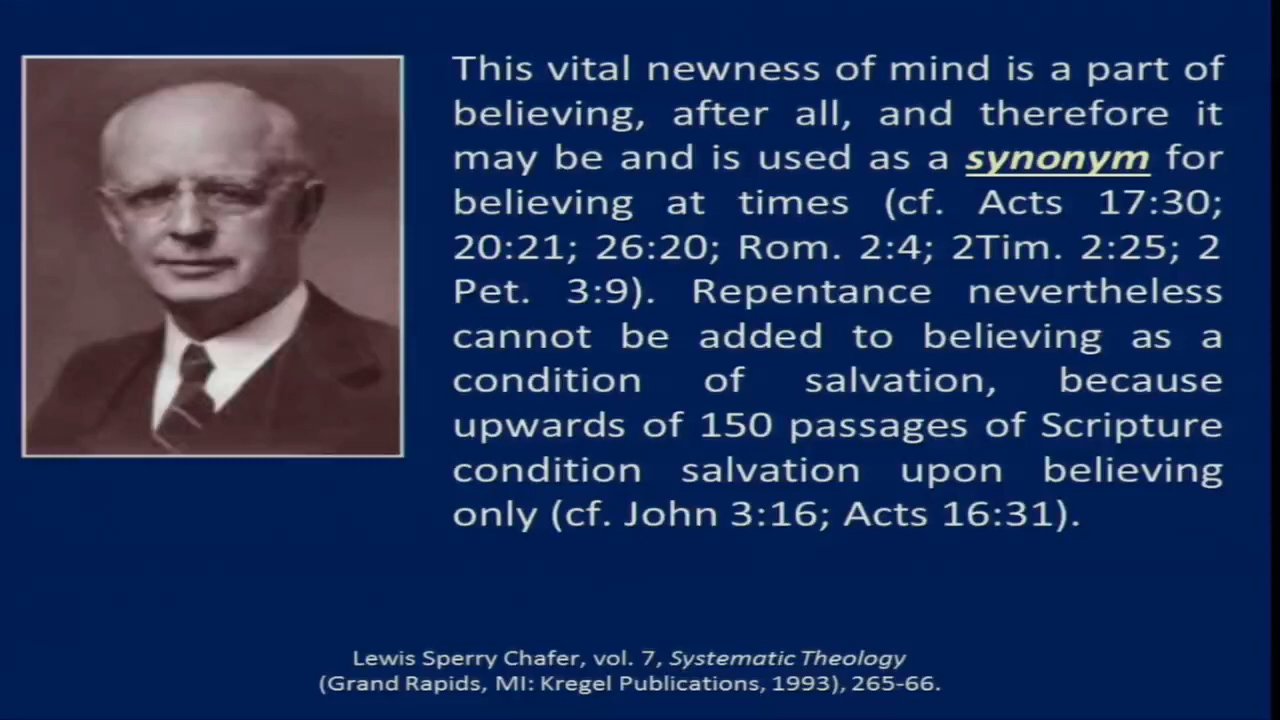 This vital newness of mind is a part of
believing, after all, and therefore it
may be and is used as a synonym for
believing at times (cf. Acts 17:30;
20:21; 26:20; Rom. 2:4; 2Tim. 2:25; 2
Pet. 3:9). Repentance nevertheless
cannot be added to believing as a
condition of salvation, because
upwards of 150 passages of Scripture
condition salvation upon believing
only (cf. John 3:16; Acts 16:31).
Lewis Sperry Chafer, vol. 7, Systematic Theology
(Grand Rapids, MI: Kregel Publications, 1993), 265-66.